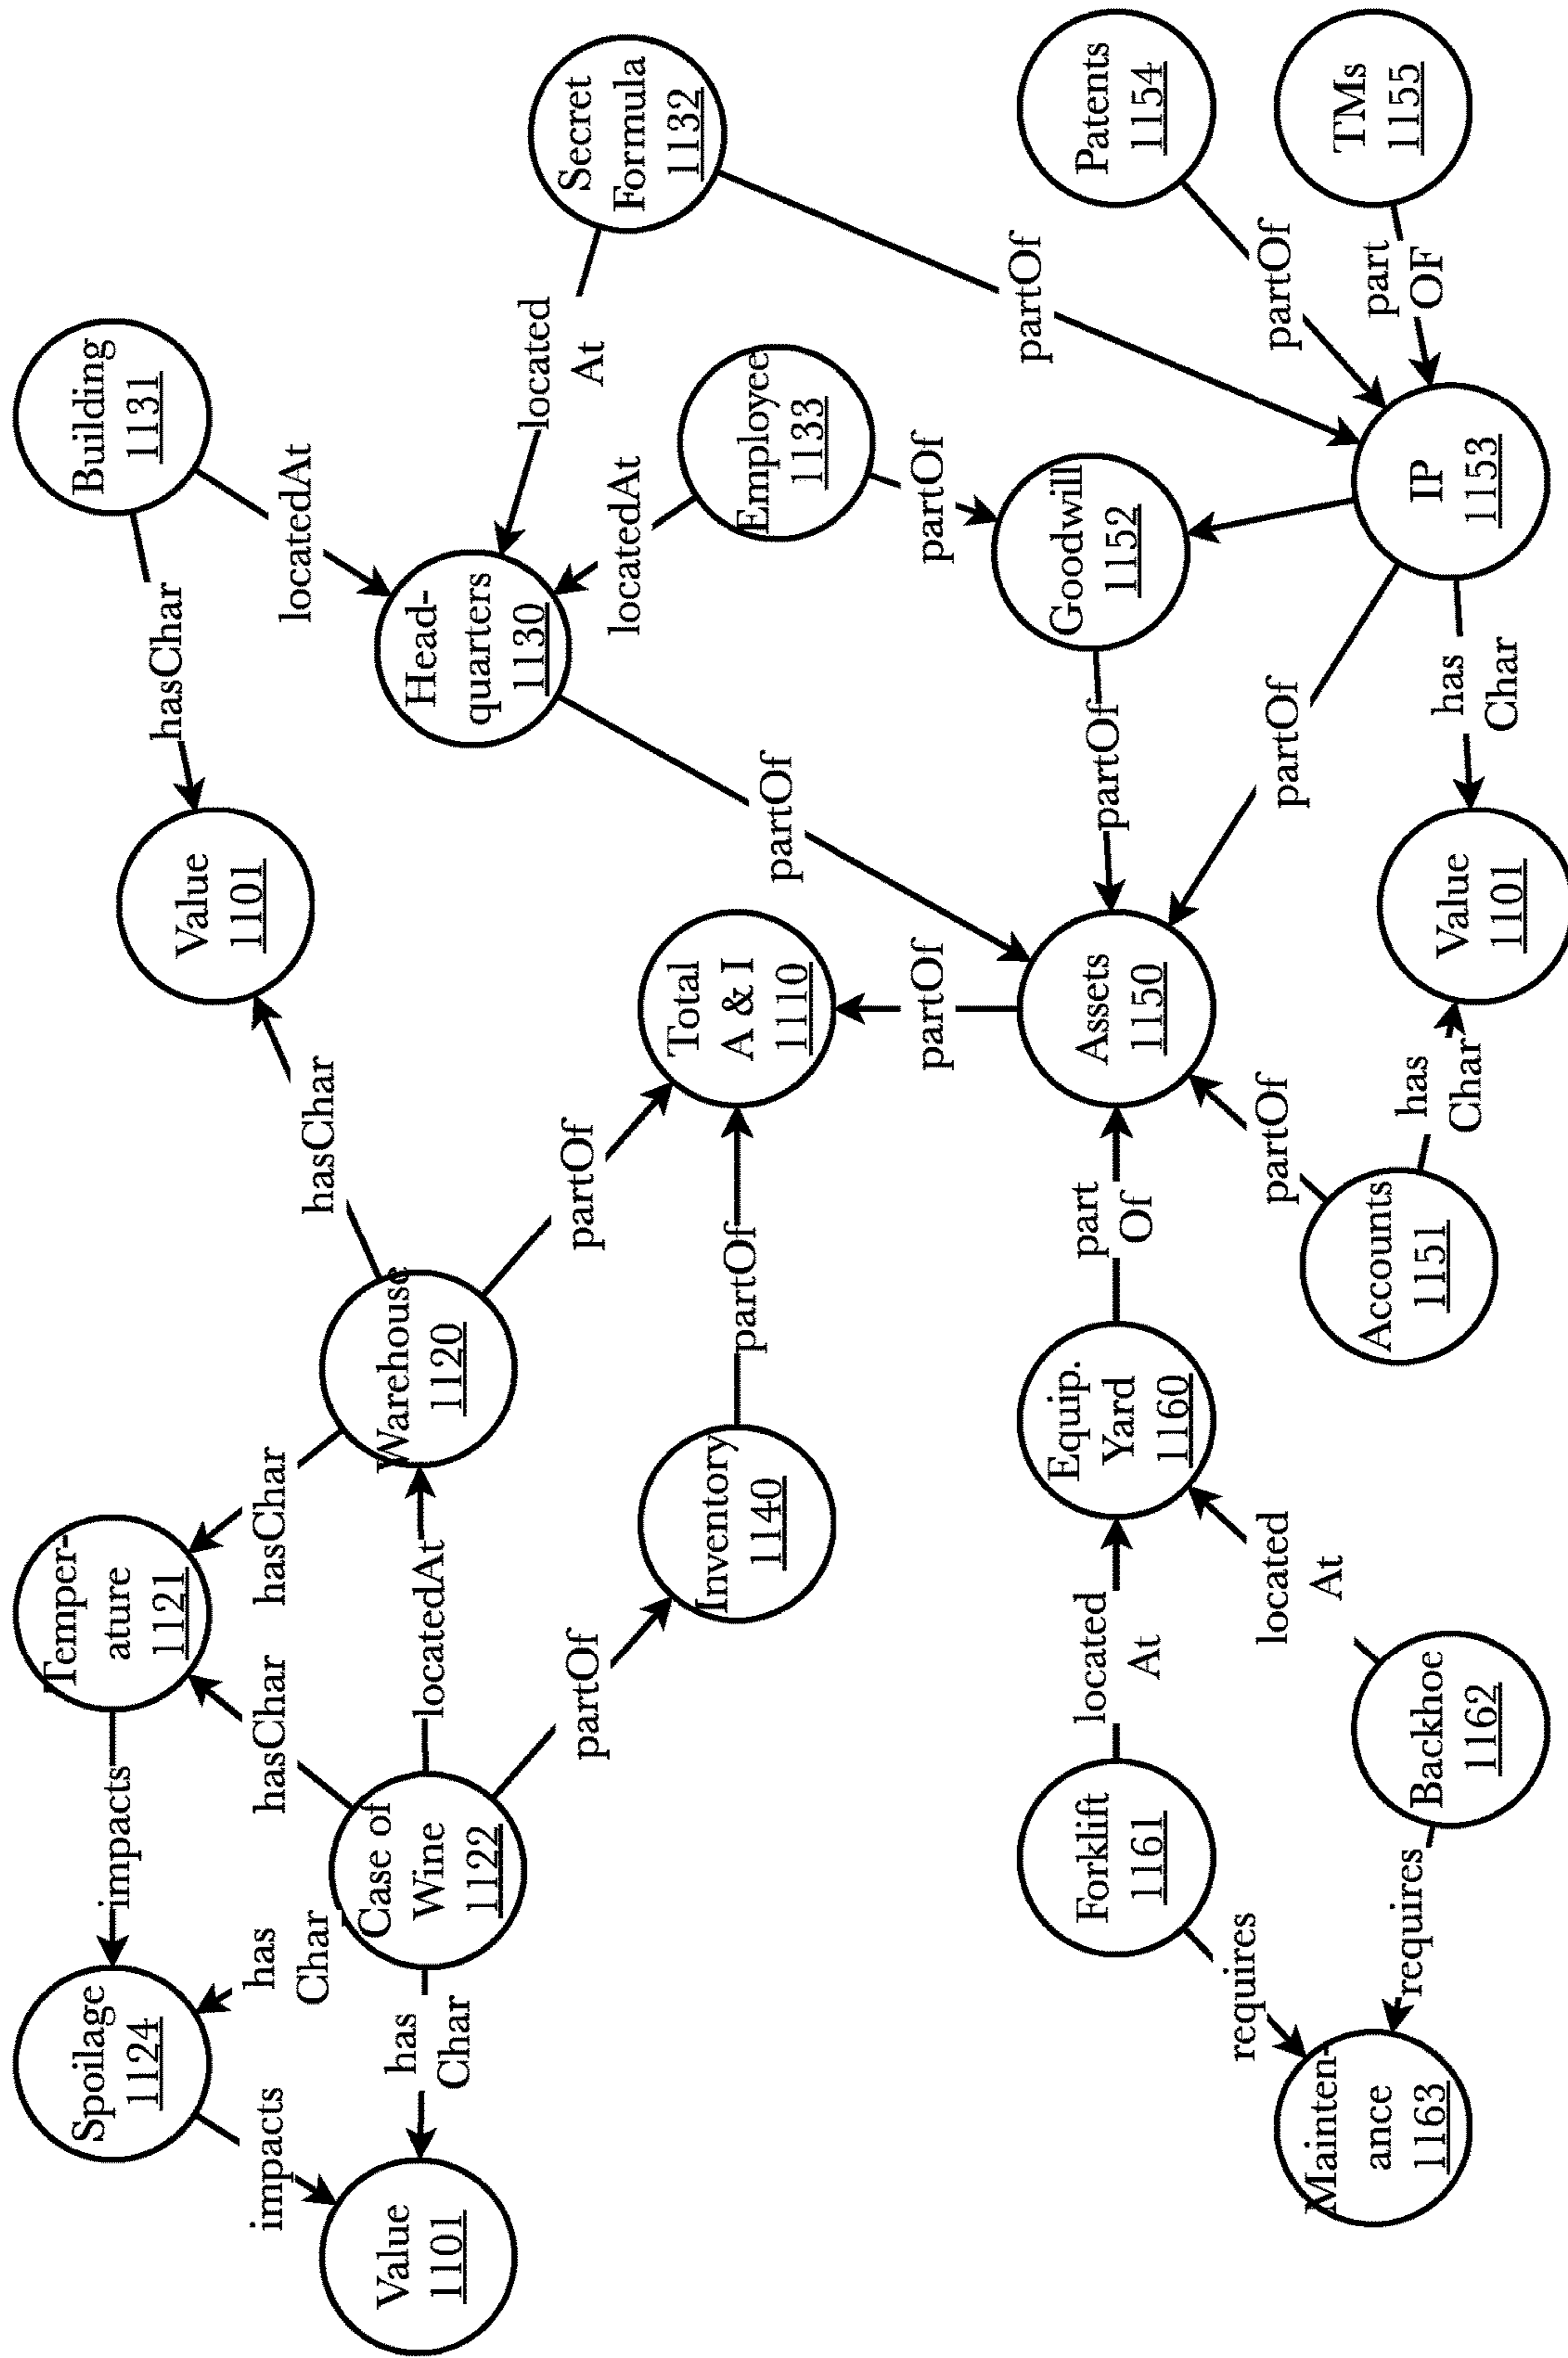 Spoilage
1124
impacts
Temper-
ature
1121
Building
1131
impacts
has
Char
hasChar
hasChar
hasChar
locatedAt
Value
1101
Value
1101
has
Char
Case of
Wine
1122
locatedAt
Warehouse
1120
hasChar
Head-
quarters
1130
located
At
Secret
Formula
1132
partOf
Inventory
1140
partOf
partOf
Total
A & I
1110
partOf
locatedAt
Employee
1133
partOf
partOf
partOf
Forklift
1161
located
At
Equip.
Yard
1160
part
Of
Assets
1150
partOf
Goodwill
1152
Patents
1154
requires
located
At
partOf
partOf
partOf
Mainten-
ance
1163
requires
Backhoe
1162
Accounts
1151
has
Char
Value
1101
has
Char
IP
1153
part
OF
TMs
1155